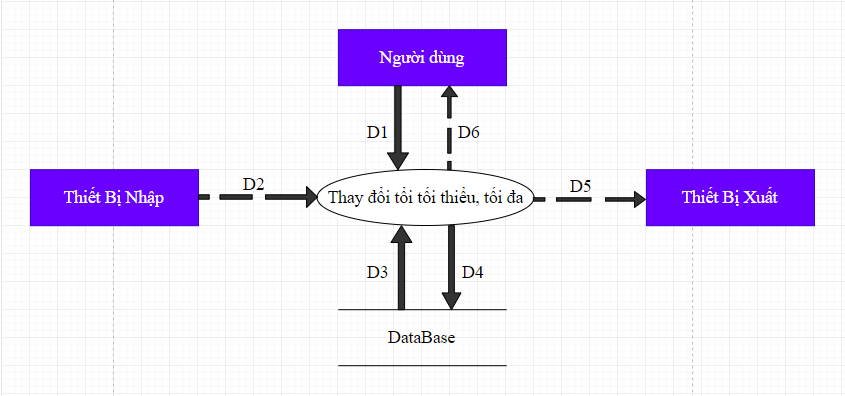 Người dùng
D1
D6
Thiết Bị Nhập
D2
Thay đổi tồi tối thiểu, tối đa
D5
Thiết Bị Xuất
D3
D4
DataBase